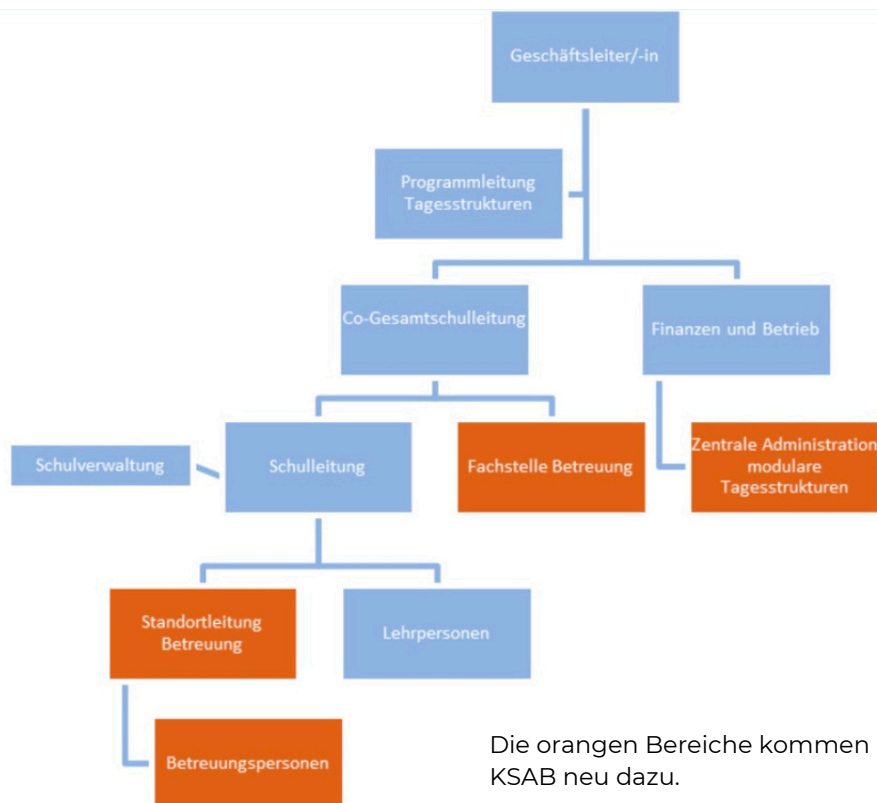 Geschäftsleiter/-in
Programmleitung
Tagesstrukturen
Co-Gesamtschulleitung
Finanzen und Betrieb
Schulverwaltung
Schulleitung
Fachstelle Betreuung
Zentrale Administration
modulare
Tagesstrukturen
Standortleitung
Betreuung
Lehrpersonen
Betreuungspersonen
Die orangen Bereiche kommen
KSAB neu dazu.